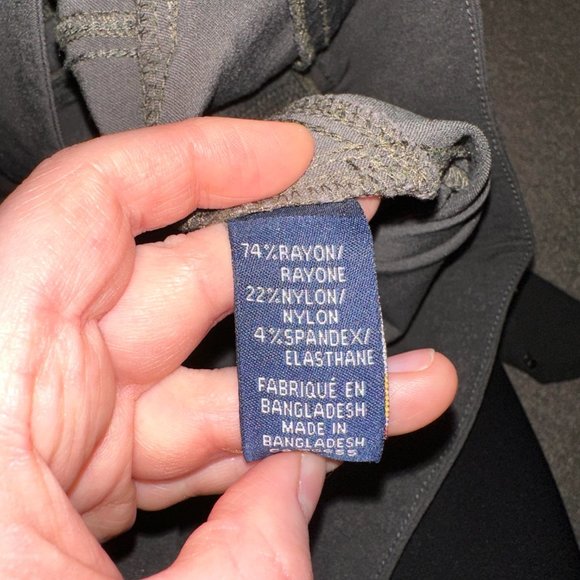 74%RAYON/
RAYONE
22%NYLON/
NYLON
4%SPANDEX/
ELASTHANE
FABRIQUÉ EN
BANGLADESH
MADE IN
BANGLADESH